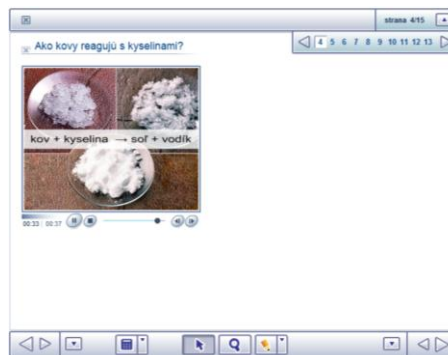 strana 4/15
4 5 6 7 8 9 10 11 12 13
Ako kovy reagujú s kyselinami?
kov + kyselina → soľ + vodík
00:33 00:37